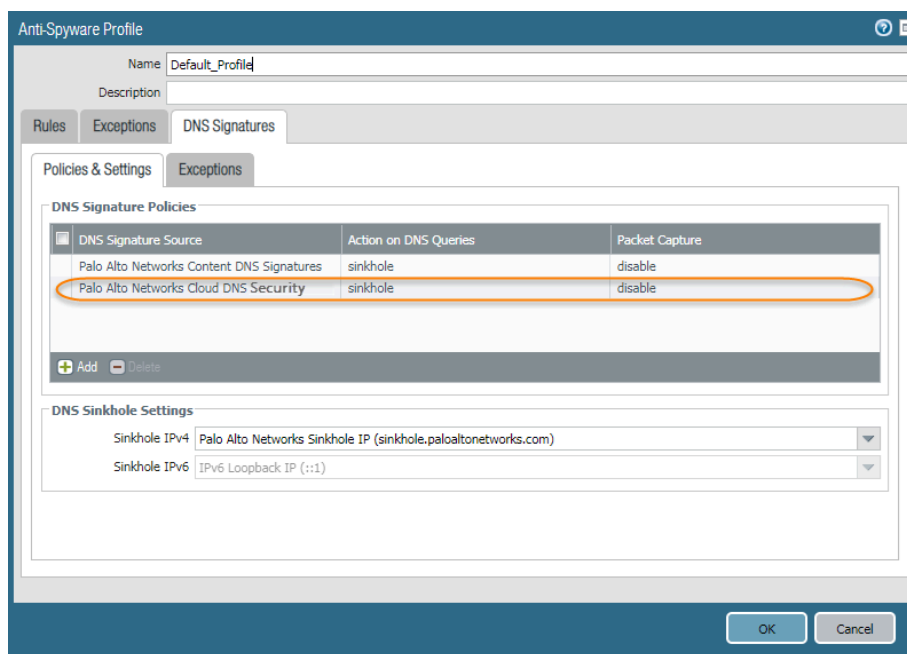 Anti-Spyware Profile
Name Default_Profile
Description
Rules Exceptions DNS Signatures
Policies & Settings Exceptions
DNS Signature Policies
DNS Signature Source Action on DNS Queries Packet Capture
Palo Alto Networks Content DNS Signatures sinkhole disable
Palo Alto Networks Cloud DNS Security sinkhole disable
Add Delete
DNS Sinkhole Settings
Sinkhole IPv4 Palo Alto Networks Sinkhole IP (sinkhole.paloaltonetworks.com)
Sinkhole IPv6 IPv6 Loopback IP (::1)
OK Cancel